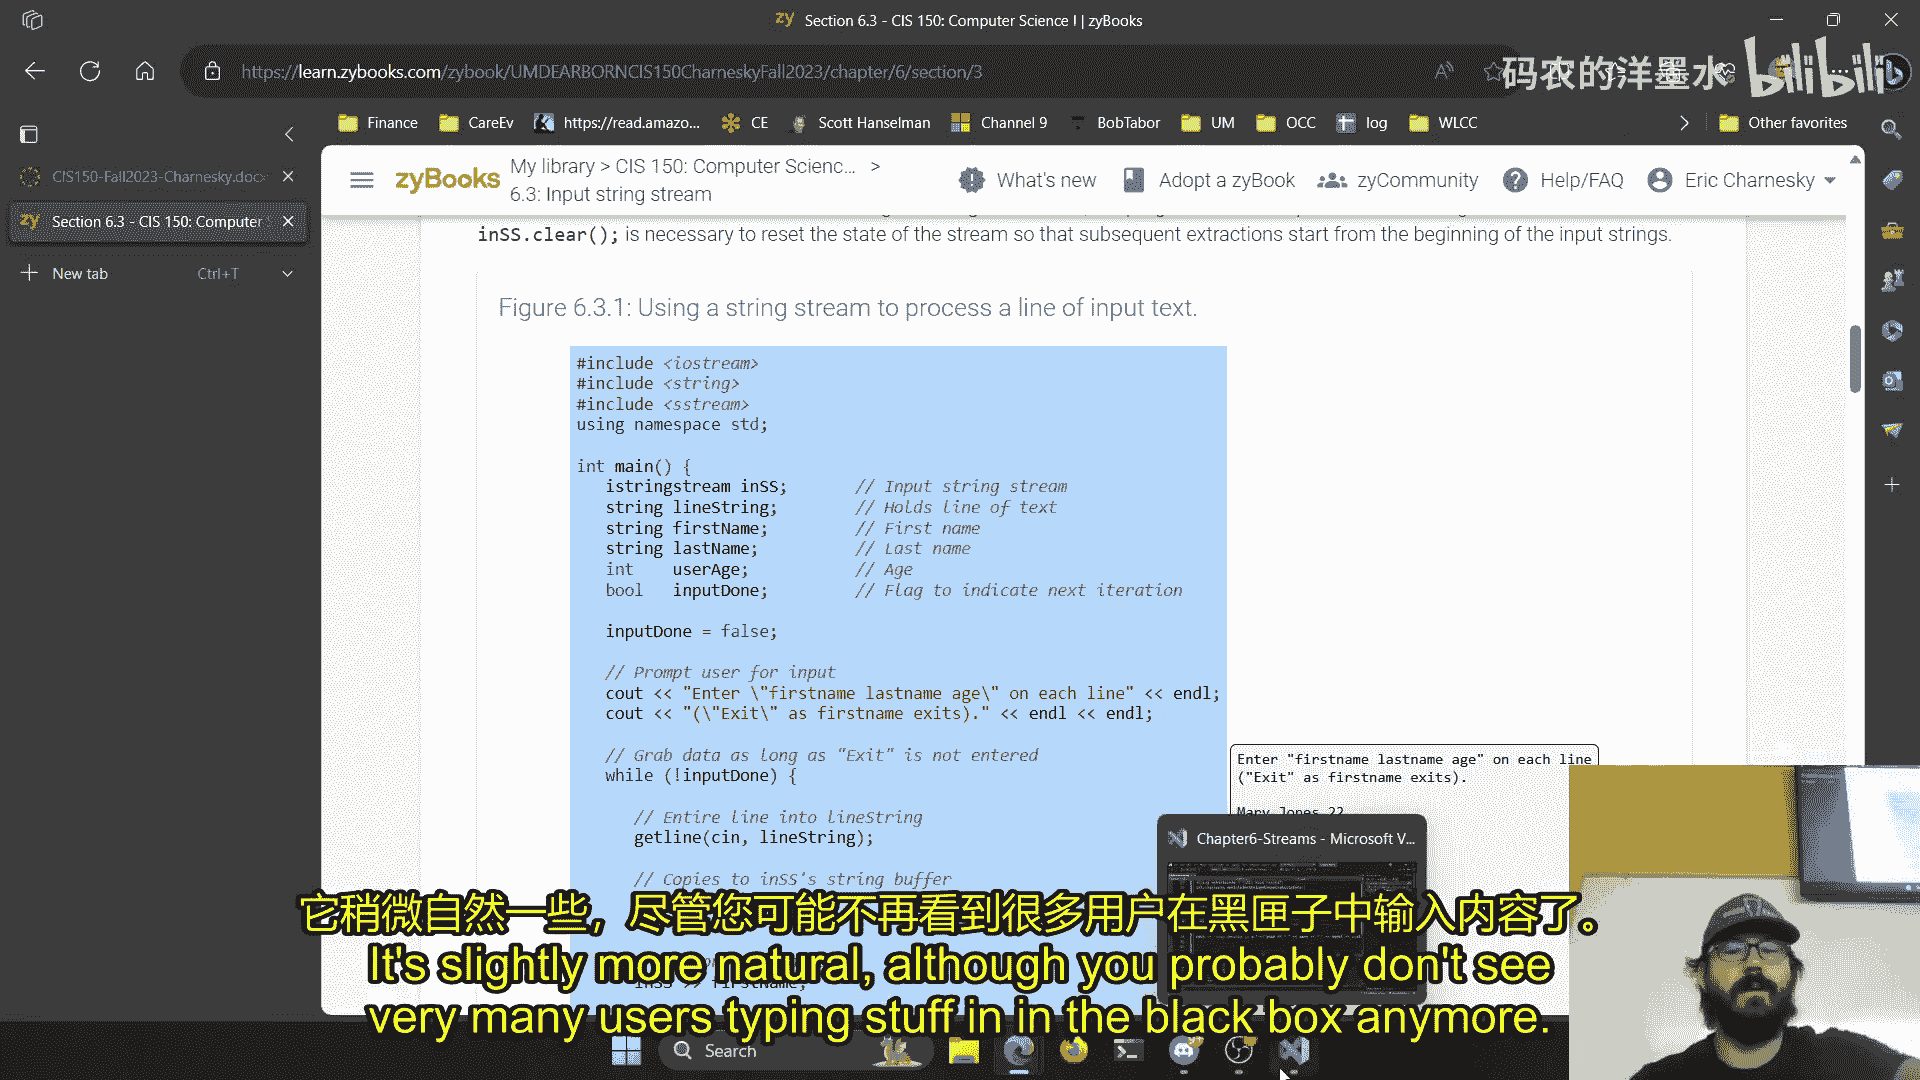 Section 6.3 - CIS 150: Computer Science I | zyBooks
https://learn.zybooks.com/zybook/UMDEARBORNCIS150CharneskyFall2023/chapter/6/section/3
码农的洋墨水 bilibili
Finance CareEv https://read.amazo... CE Scott Hanselman Channel 9 BobTabor UM OCC log WLCC Other favorites
CIS150-Fall2023-Charnesky.doc
Section 6.3 - CIS 150: Computer
New tab Ctrl+T
zyBooks My library > CIS 150: Computer Scienc... >
6.3: Input string stream
What's new Adopt a zyBook zyCommunity Help/FAQ Eric Charnesky
inSS.clear(); is necessary to reset the state of the stream so that subsequent extractions start from the beginning of the input strings.
Figure 6.3.1: Using a string stream to process a line of input text.
#include <iostream>
#include <string>
#include <sstream>
using namespace std;
int main() {
istringstream inSS; // Input string stream
string lineString; // Holds line of text
string firstName; // First name
string lastName; // Last name
int userAge; // Age
bool inputDone; // Flag to indicate next iteration
inputDone = false;
// Prompt user for input
cout << "Enter \"firstname lastname age\" on each line" << endl;
cout << "(\"Exit\" as firstname exits)." << endl << endl;
// Grab data as long as "Exit" is not entered
while (!inputDone) {
// Entire line into lineString
getline(cin, lineString);
// Copies to inSS's string buffer
Enter "firstname lastname age" on each line
("Exit" as firstname exits).
Mary Jones 22
Chapter6-Streams - Microsoft V...
它稍微自然一些，尽管您可能不再看到很多用户在黑匣子中输入内容了。
It's slightly more natural, although you probably don't see
very many users typing stuff in in the black box anymore.
Search